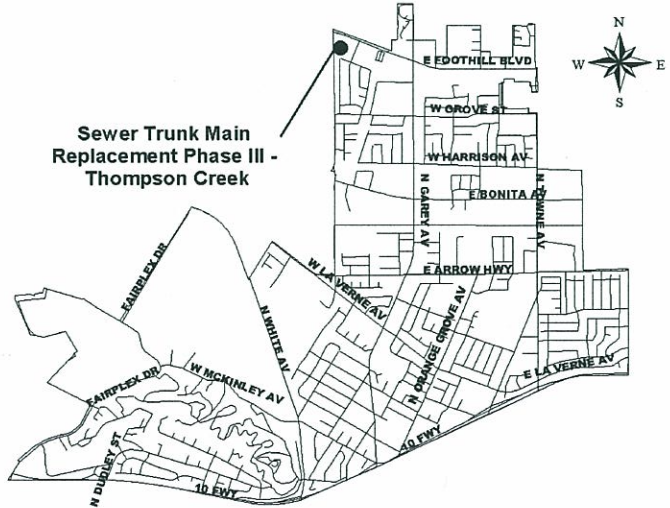 N
W E
S
E FOOTHILL BLVD
W GROVE ST
Sewer Trunk Main
Replacement Phase III -
Thompson Creek
W HARRISON AV
N GAREY AV
E BONITA AV
N TOWNE AV
FAIRPLEX DR
W LA VERNE AV
E ARROW HWY
N WHITE AV
N ORANGE GROVE AV
E LA VERNE AV
FAIRPLEX DR
W MCKINLEY AV
N DUDLEY ST
10 FWY
10 FWY